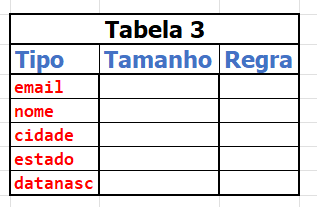 Tabela 3
Tipo Tamanho Regra
email
nome
cidade
estado
datanasc